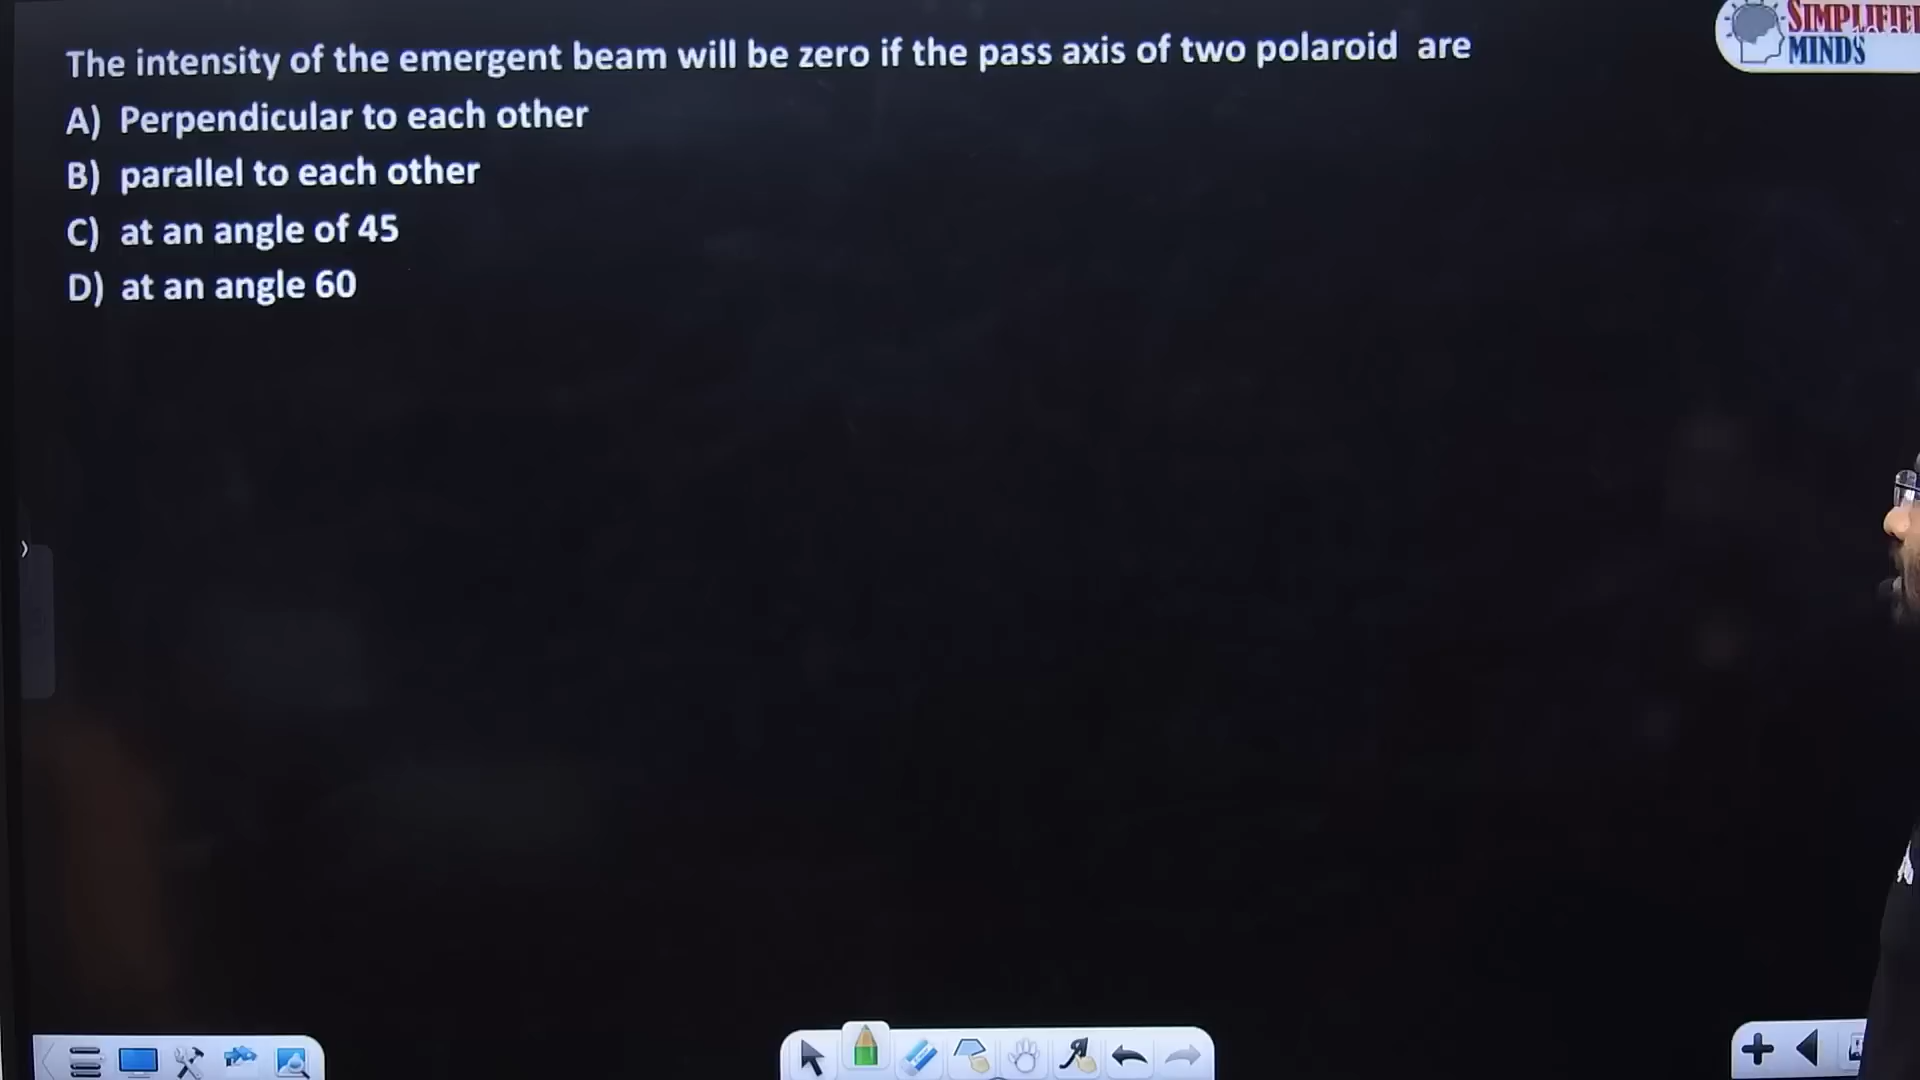 The intensity of the emergent beam will be zero if the pass axis of two polaroid are
A) Perpendicular to each other
B) parallel to each other
C) at an angle of 45
D) at an angle 60
SIMPLIFIE
MINDS